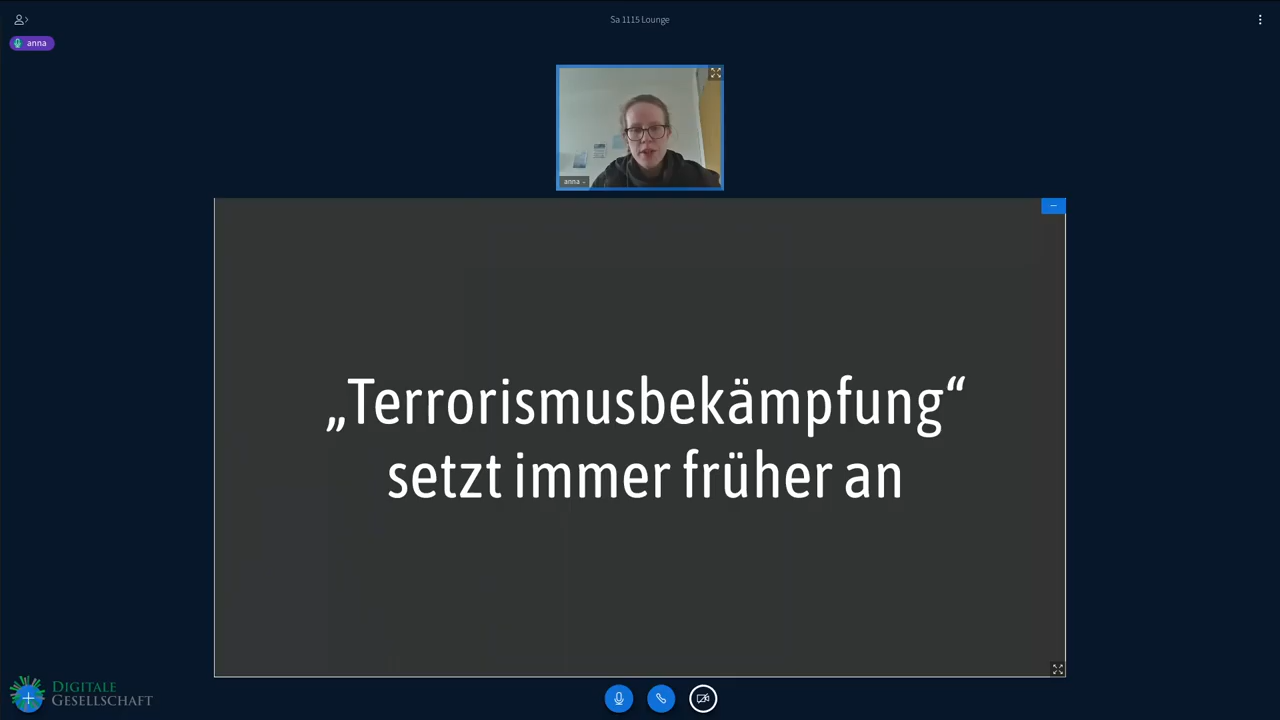 Sa 1115 Lounge
anna
anna
„Terrorismusbekämpfung“
setzt immer früher an
DIGITALE
GESELLSCHAFT